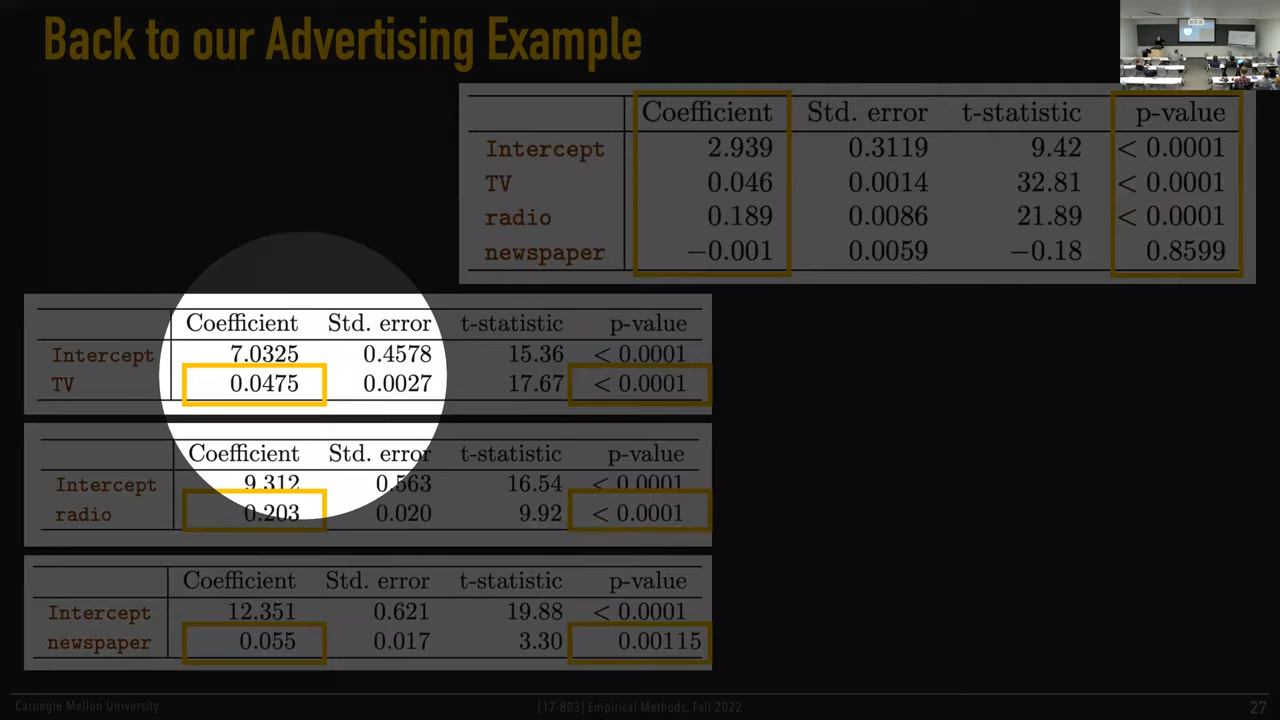 Back to our Advertising Example
Coefficient Std. error t-statistic p-value
Intercept 2.939 0.3119 9.42 < 0.0001
TV 0.046 0.0014 32.81 < 0.0001
radio 0.189 0.0086 21.89 < 0.0001
newspaper −0.001 0.0059 −0.18 0.8599
Coefficient Std. error t-statistic p-value
Intercept 7.0325 0.4578 15.36 < 0.0001
TV 0.0475 0.0027 17.67 < 0.0001
Coefficient Std. error t-statistic p-value
Intercept 9.312 0.563 16.54 < 0.0001
radio 0.203 0.020 9.92 < 0.0001
Coefficient Std. error t-statistic p-value
Intercept 12.351 0.621 19.88 < 0.0001
newspaper 0.055 0.017 3.30 0.00115
Carnegie Mellon University [17-803] Empirical Methods, Fall 2022 27